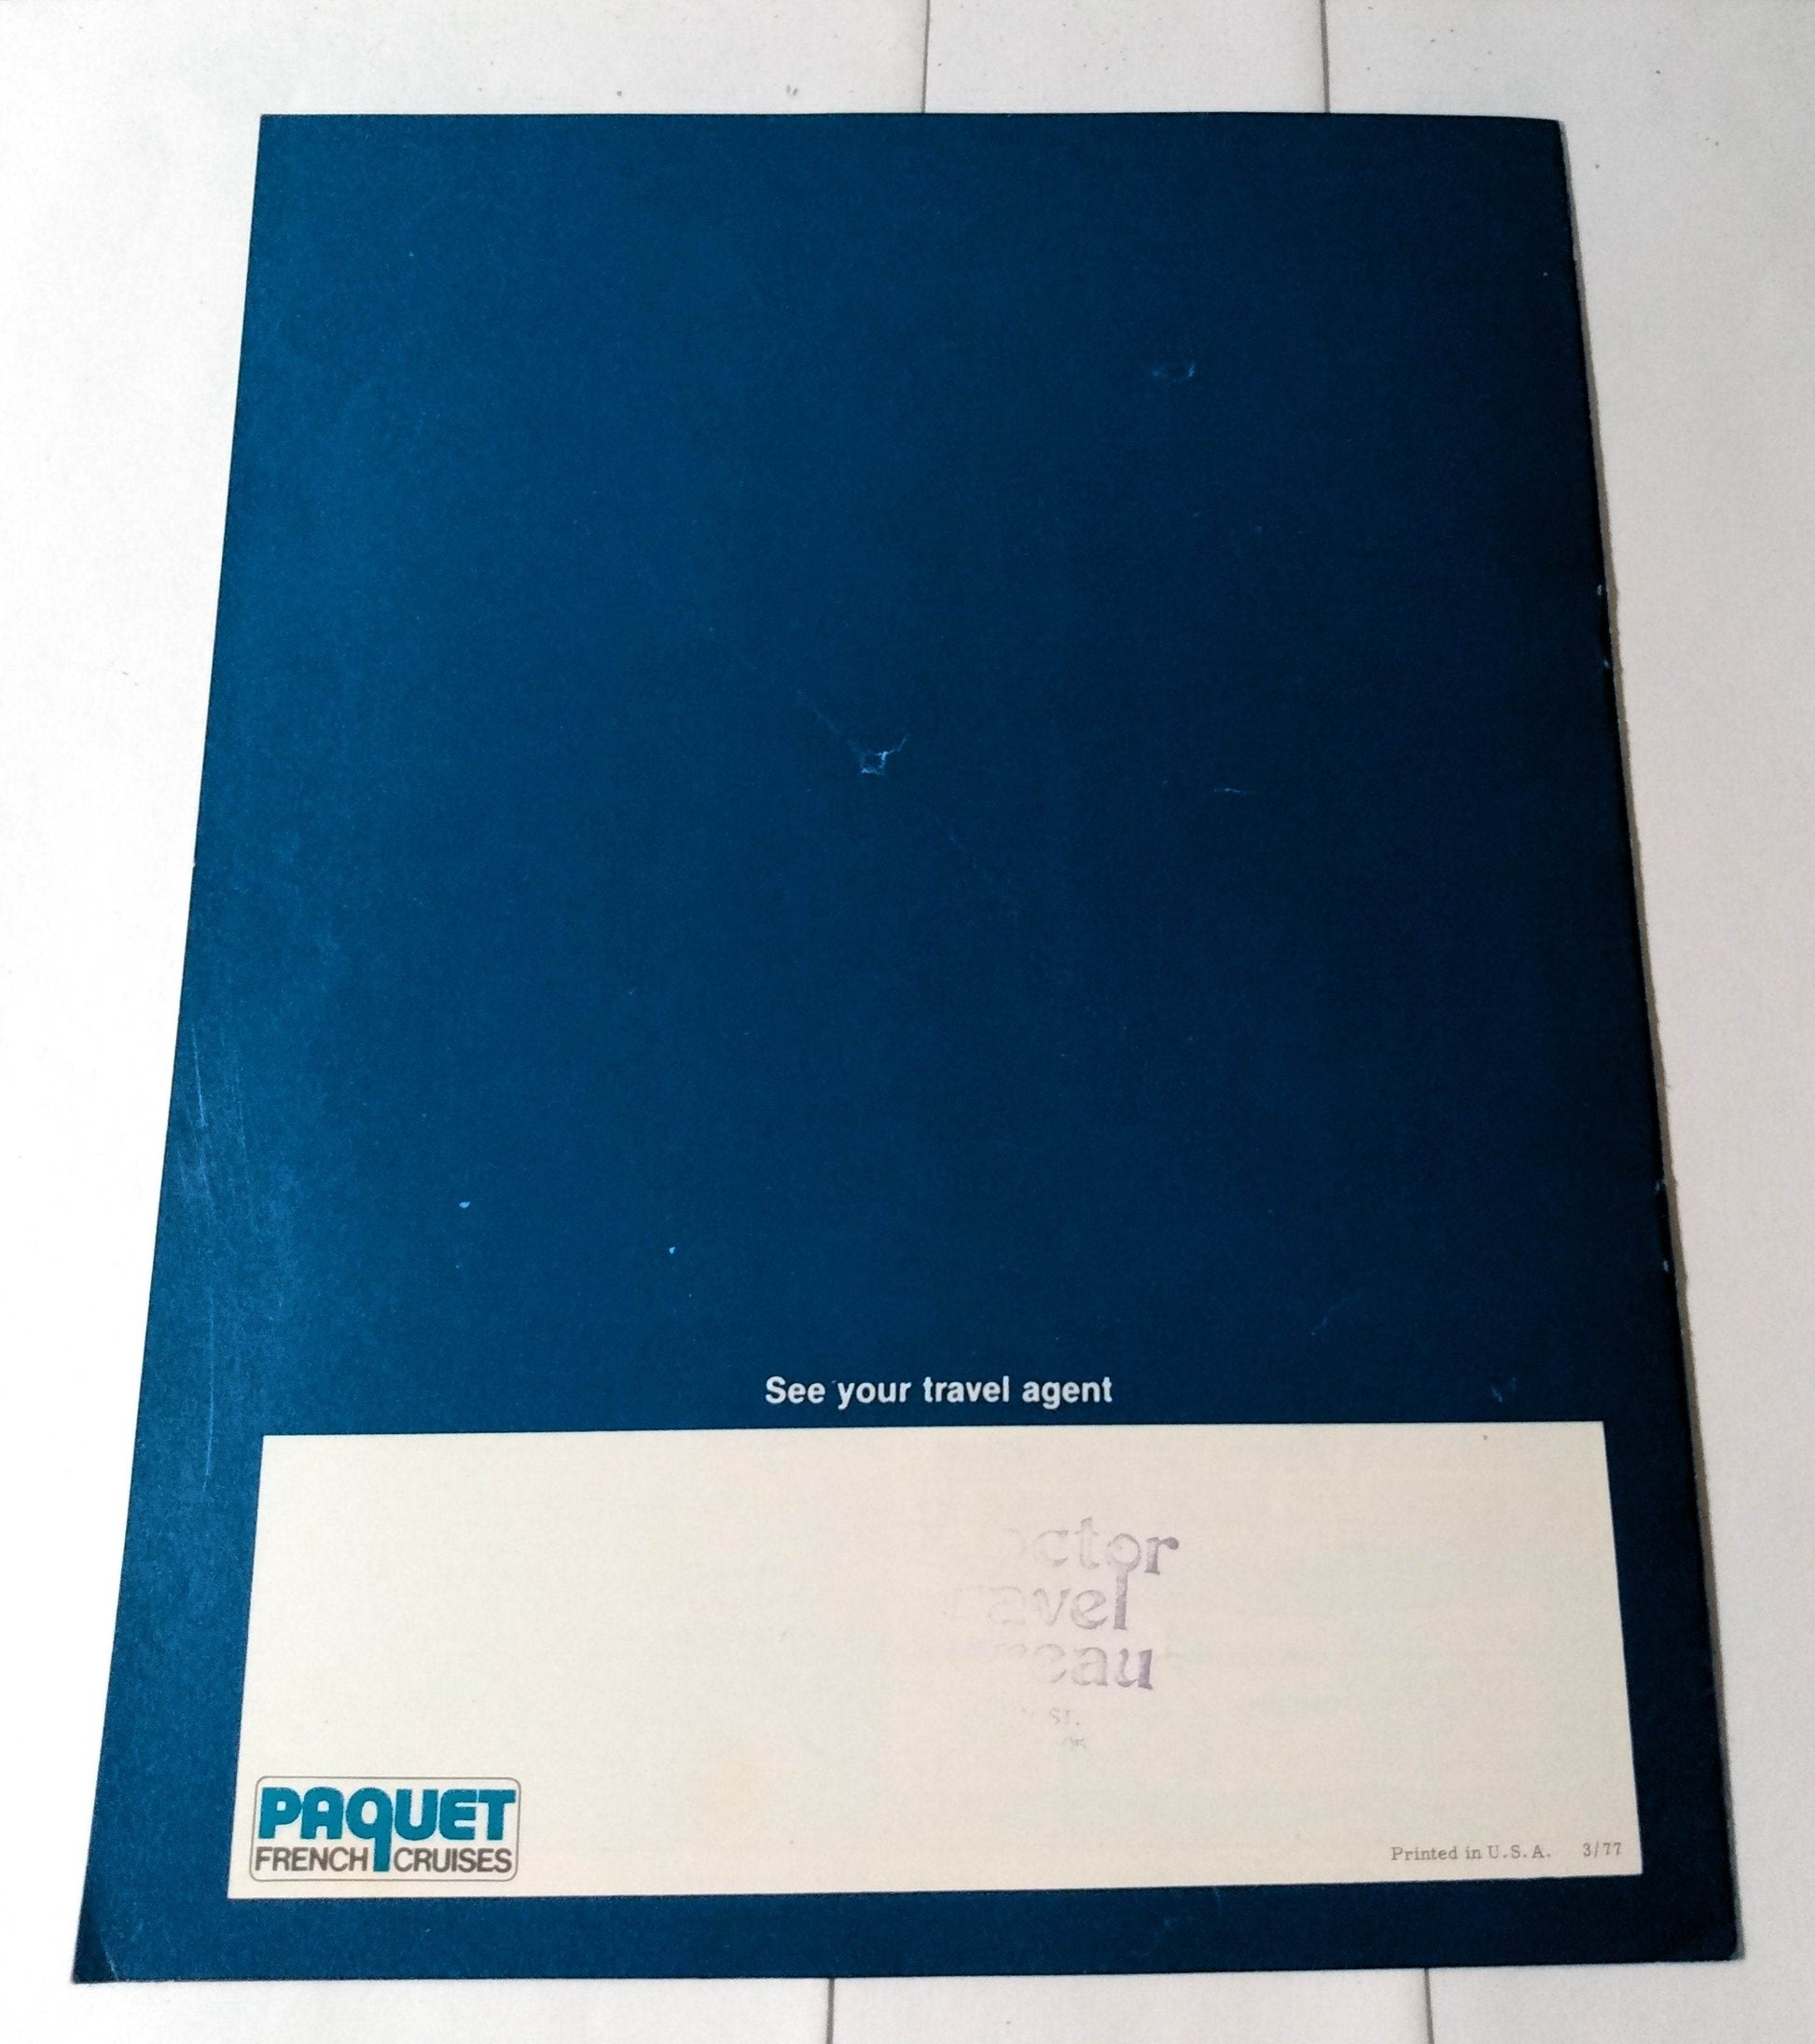 See your travel agent
PAQUET
FRENCH CRUISES
Printed in U.S.A. 3/77